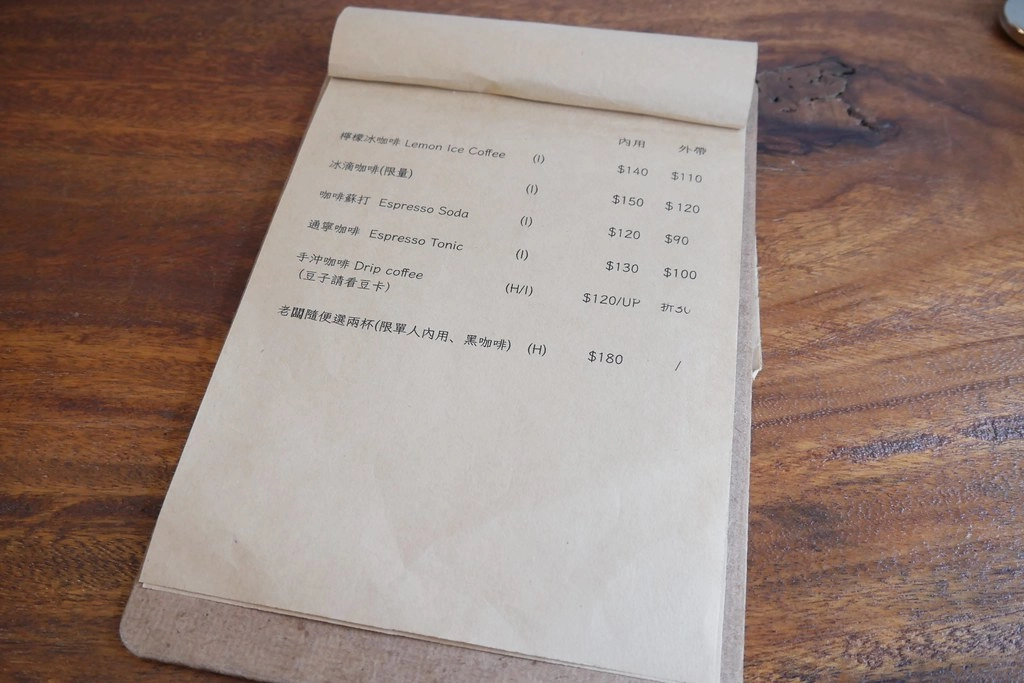 內用 外帶
檸檬冰咖啡 Lemon Ice Coffee (I) $140 $110
冰滴咖啡(限量) (I) $150 $120
咖啡蘇打 Espresso Soda (I) $120 $90
通寧咖啡 Espresso Tonic (I) $130 $100
手沖咖啡 Drip coffee (H/I) $120/UP 折30
(豆子請看豆卡)
老闆隨便選兩杯(限單人內用、黑咖啡) (H) $180 /